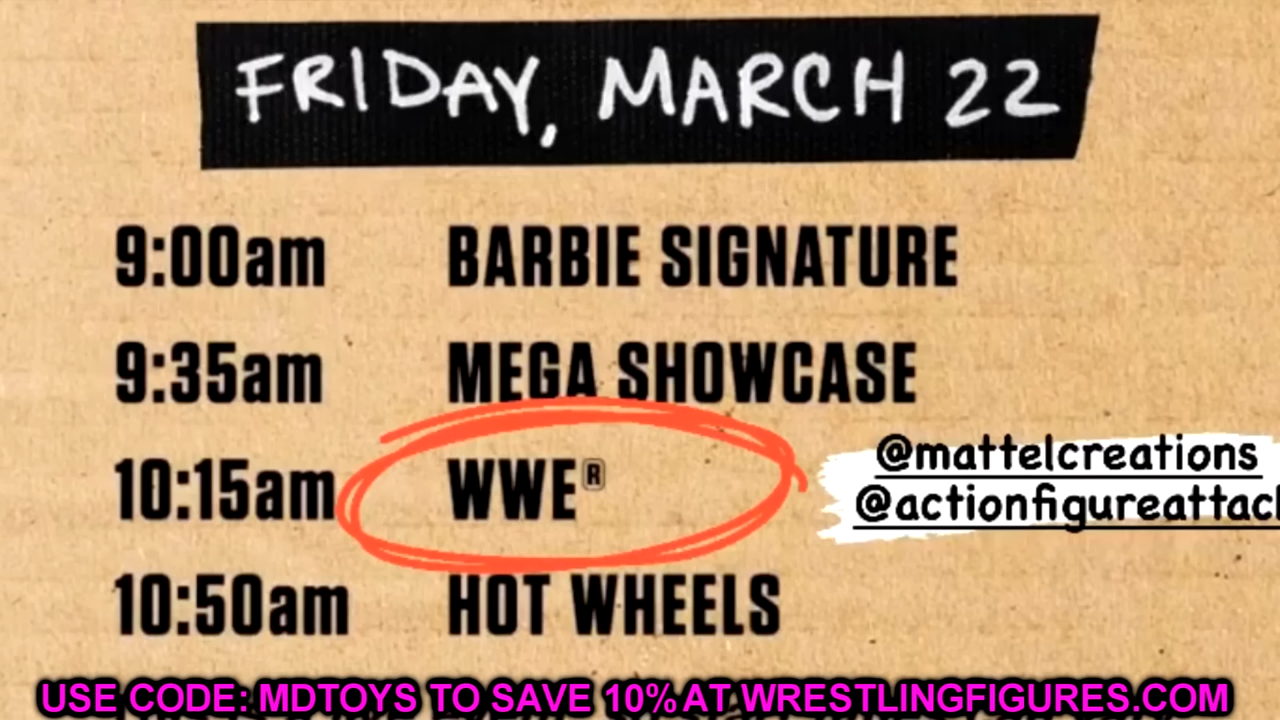 FRIDAY, MARCH 22
9:00am BARBIE SIGNATURE
9:35am MEGA SHOWCASE
10:15am WWE®
@mattelcreations
@actionfigureattack
10:50am HOT WHEELS
USE CODE: MDTOYS TO SAVE 10% AT WRESTLINGFIGURES.COM